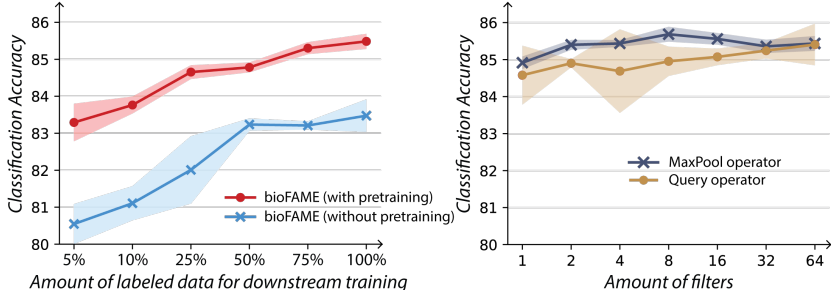 Classification Accuracy
86
85
84
83
82
81
80
5% 10% 25% 50% 75% 100%
Amount of labeled data for downstream training
bioFAME (with pretraining)
bioFAME (without pretraining)
Classification Accuracy
86
85
84
83
82
81
80
1 2 4 8 16 32 64
Amount of filters
MaxPool operator
Query operator